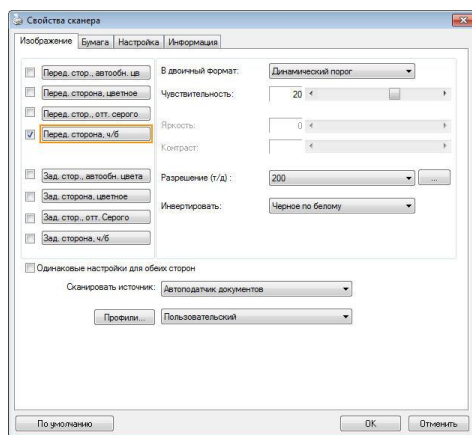 Свойства сканера
Изображение Бумага Настройка Информация
Перед. стор., автообн. цв
Перед. сторона, цветное
Перед. стор., отт. серого
Перед. сторона, ч/б
Зад. стор., автообн. цвета
Зад. сторона, цветное
Зад. стор., отт. Серого
Зад. сторона, ч/б
В двоичный формат: Динамический порог
Чувствительность: 20
Яркость: 0
Контраст:
Разрешение (т/д) : 200 ...
Инвертировать: Черное по белому
Одинаковые настройки для обеих сторон
Сканировать источник: Автоподатчик документов
Профили... Пользовательский
По умолчанию OK Отменить